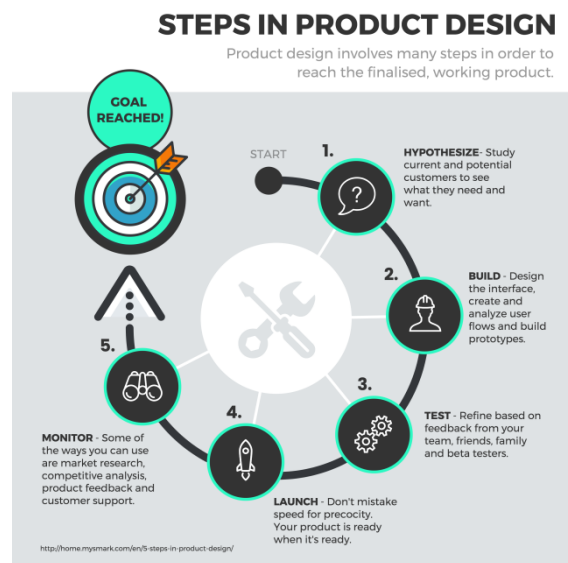 STEPS IN PRODUCT DESIGN
Product design involves many steps in order to
reach the finalised, working product.
GOAL
REACHED!
START
1.
HYPOTHESIZE- Study
current and potential
customers to see
what they need and
want.
?
2.
BUILD - Design
the interface,
create and
analyze user
flows and build
prototypes.
3.
TEST - Refine based on
feedback from your
team, friends, family
and beta testers.
4.
LAUNCH - Don't mistake
speed for precocity.
Your product is ready
when it's ready.
5.
MONITOR - Some of
the ways you can use
are market research,
competitive analysis,
product feedback and
customer support.
http://home.mysmark.com/en/5-steps-in-product-design/